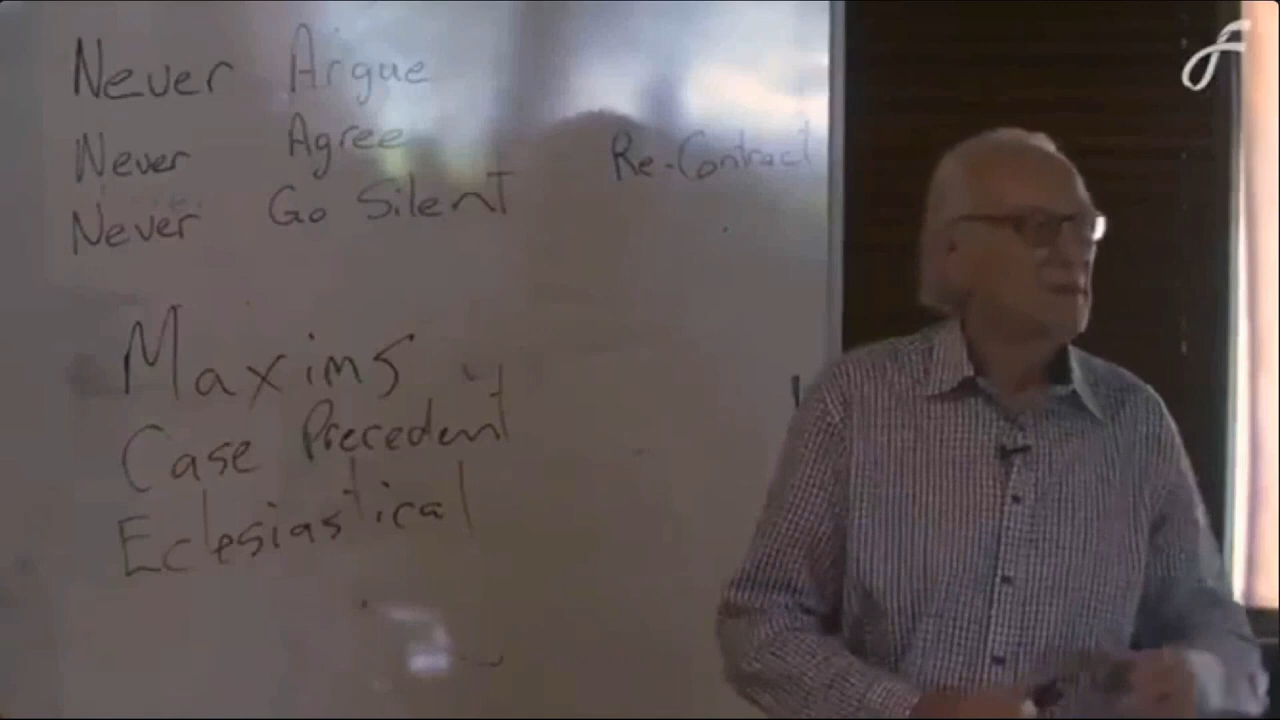 Never Argue
Never Agree
Re-Contract
Never Go Silent
Maxims
Case Precedent
Eclesiastical